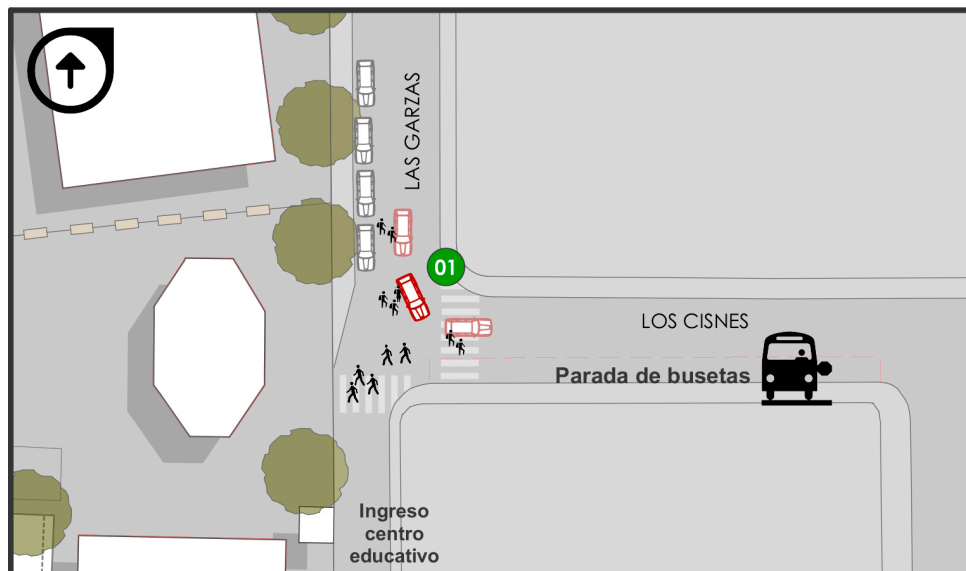 LAS GARZAS
01
LOS CISNES
Parada de busetas
Ingreso
centro
educativo